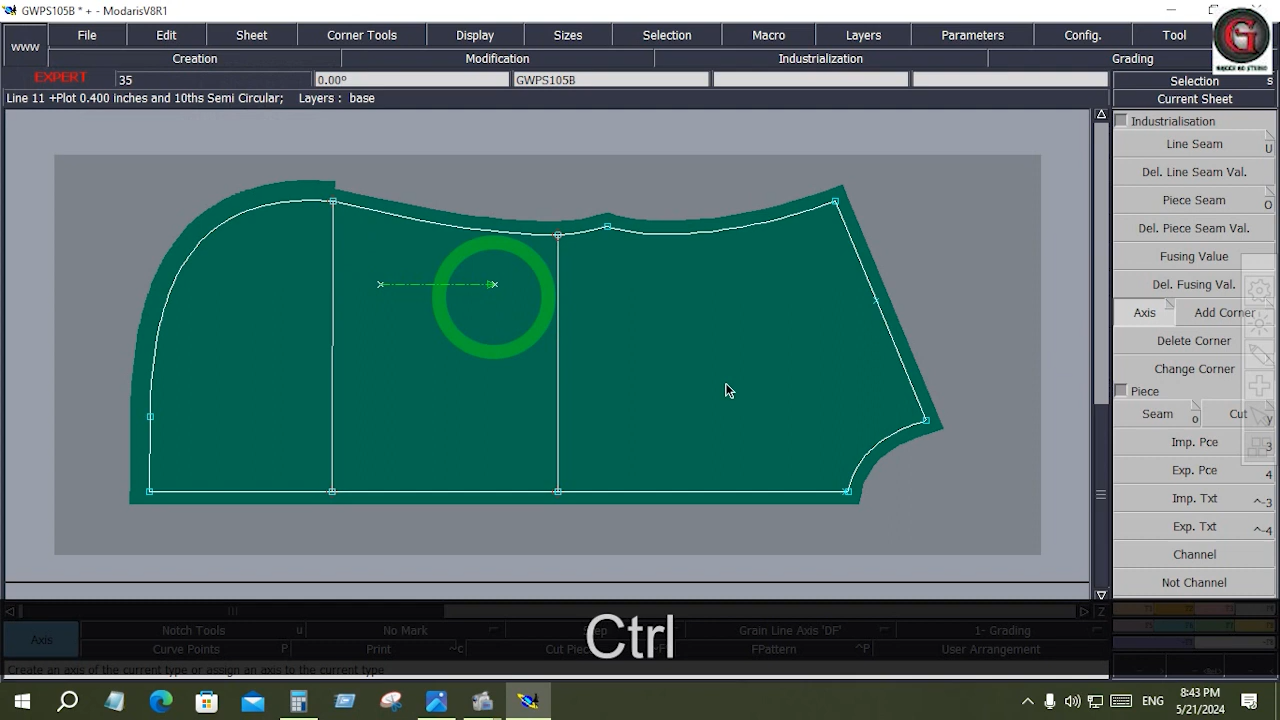 GWPS105B * + - ModarisV8R1
www
File Edit Sheet Corner Tools Display Sizes Selection Macro Layers Parameters Config. Tool
Creation Modification Industrialization Grading
EXPERT 35 0.00º GWPS105B
Selection s
Line 11 +Plot 0.400 inches and 10ths Semi Circular; Layers : base
Current Sheet
Industrialisation
Line Seam U
Del. Line Seam Val.
Piece Seam O
Del. Piece Seam Val.
Fusing Value
Del. Fusing Val.
Axis Add Corner
Delete Corner
Change Corner
Piece
Seam o Cut y
Imp. Pce 3
Exp. Pce 4
Imp. Txt ^-3
Exp. Txt ^-4
Channel
Not Channel
Ctrl
Z
Axis
Notch Tools u No Mark Grain Line Axis 'DF' 1- Grading
Curve Points P Print ~c Cut Piec FPattern ^P User Arrangement
Create an axis of the current type or assign an axis to the current type
ENG
8:43 PM
5/21/2024